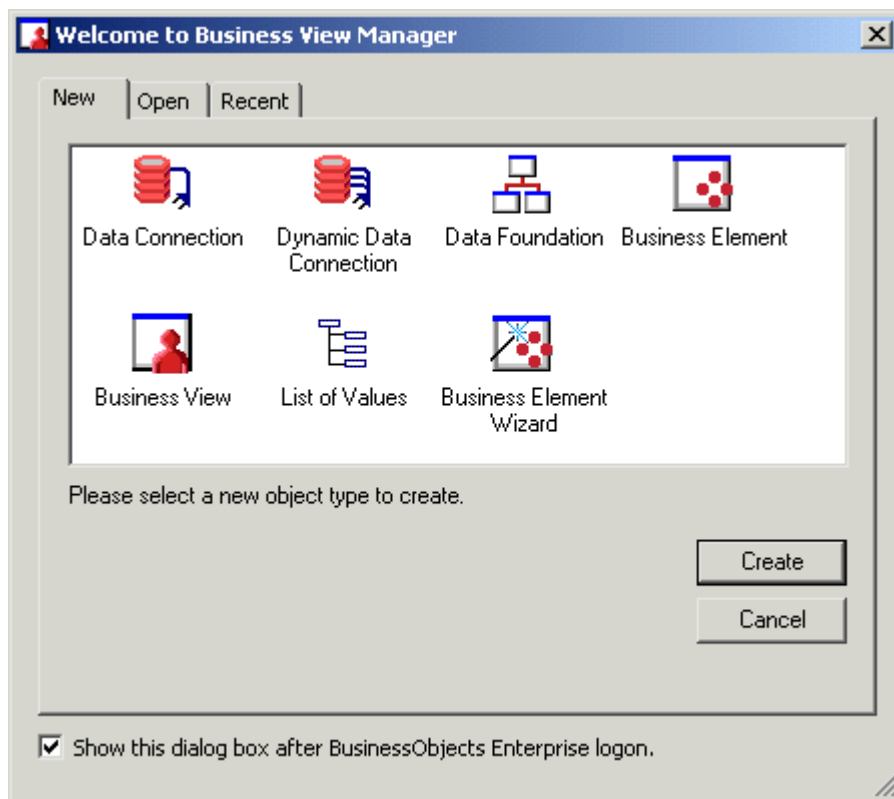 Welcome to Business View Manager
New Open Recent
Data Connection Dynamic Data Connection Data Foundation Business Element
Business View List of Values Business Element Wizard
Please select a new object type to create.
Create
Cancel
Show this dialog box after BusinessObjects Enterprise logon.